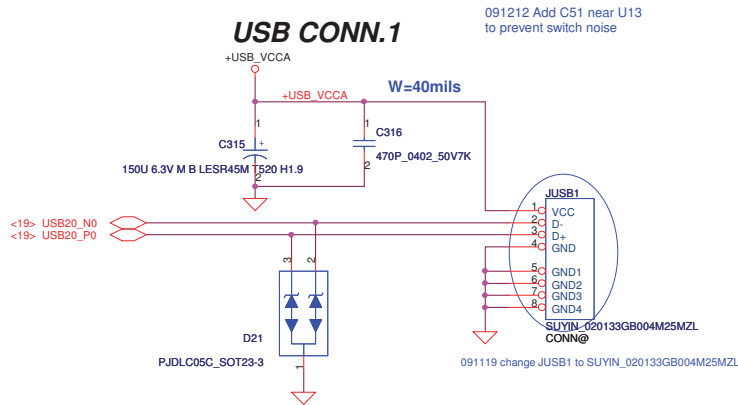 091212 Add C51 near U13
to prevent switch noise
USB CONN.1
+USB_VCCA
W=40mils
+USB_VCCA
1
C315
+
150U 6.3V M B LESR45M T520 H1.9
2
1
C316
470P_0402_50V7K
2
JUSB1
1 VCC
2 D-
3 D+
4 GND
5 GND1
6 GND2
7 GND3
8 GND4
SUYIN_020133GB004M25MZL
CONN@
<19> USB20_N0
<19> USB20_P0
3 2
D21
PJDLC05C_SOT23-3
1
091119 change JUSB1 to SUYIN_020133GB004M25MZL